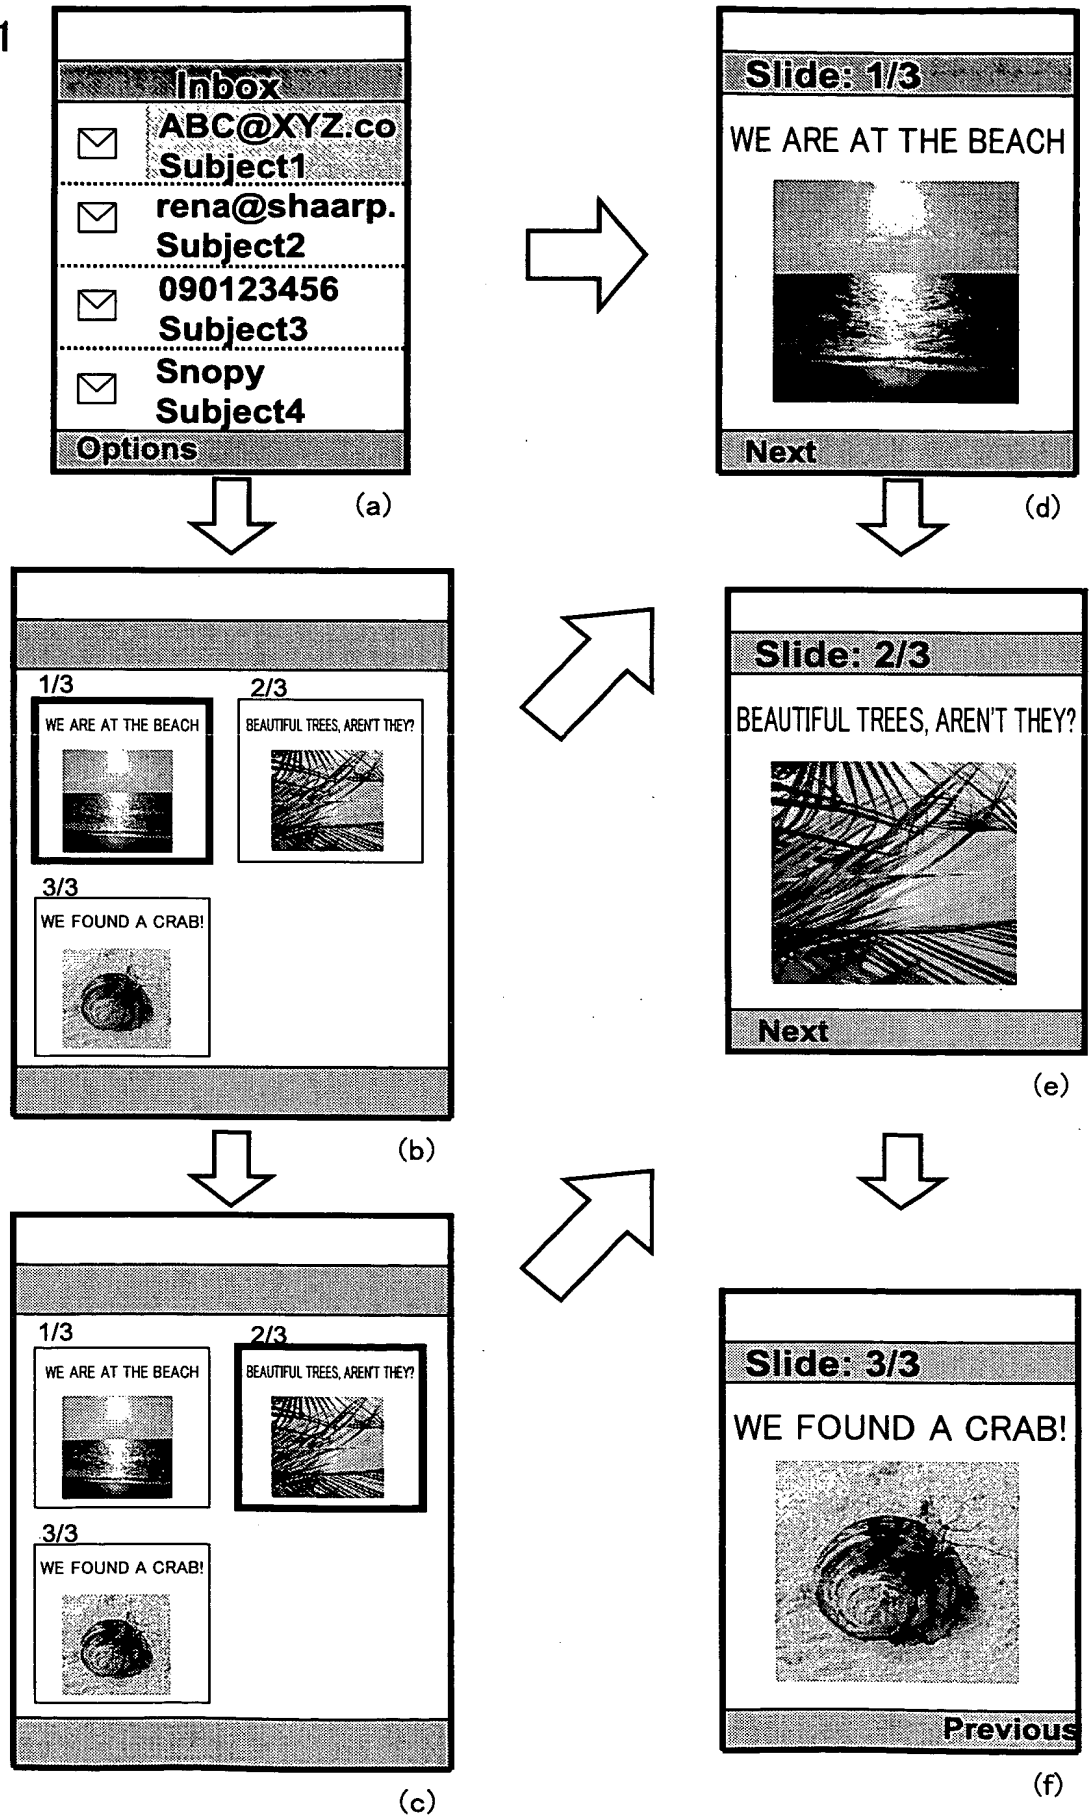 1
Inbox
ABC@XYZ.co
Subject1
rena@shaarp.
Subject2
090123456
Subject3
Snopy
Subject4
Options
(a)
Slide: 1/3
WE ARE AT THE BEACH
Next
(d)
1/3
WE ARE AT THE BEACH
2/3
BEAUTIFUL TREES, AREN'T THEY?
3/3
WE FOUND A CRAB!
(b)
Slide: 2/3
BEAUTIFUL TREES, AREN'T THEY?
Next
(e)
1/3
WE ARE AT THE BEACH
2/3
BEAUTIFUL TREES, AREN'T THEY?
3/3
WE FOUND A CRAB!
(c)
Slide: 3/3
WE FOUND A CRAB!
Previous
(f)